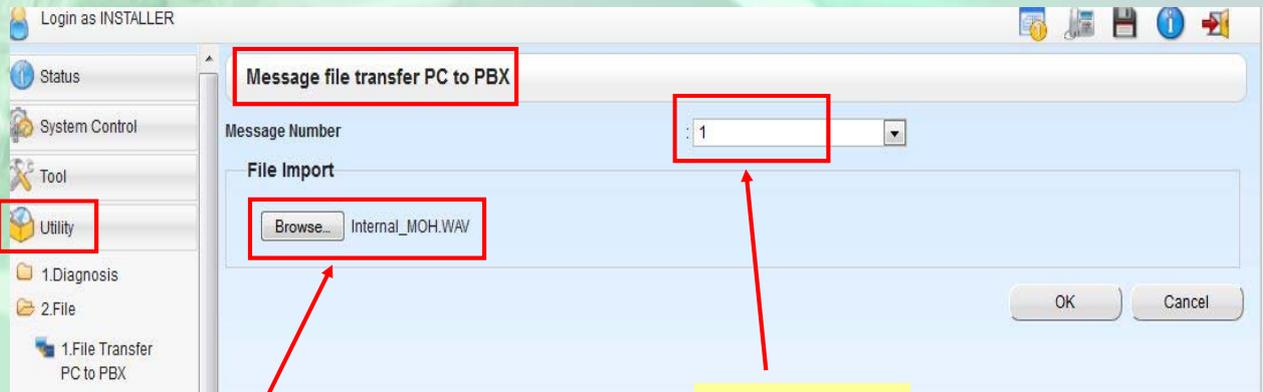 Login as INSTALLER
Status
System Control
Tool
Utility
1.Diagnosis
2.File
1.File Transfer
PC to PBX
Message file transfer PC to PBX
Message Number : 1
File Import
Browse... Internal_MOH.WAV
OK Cancel